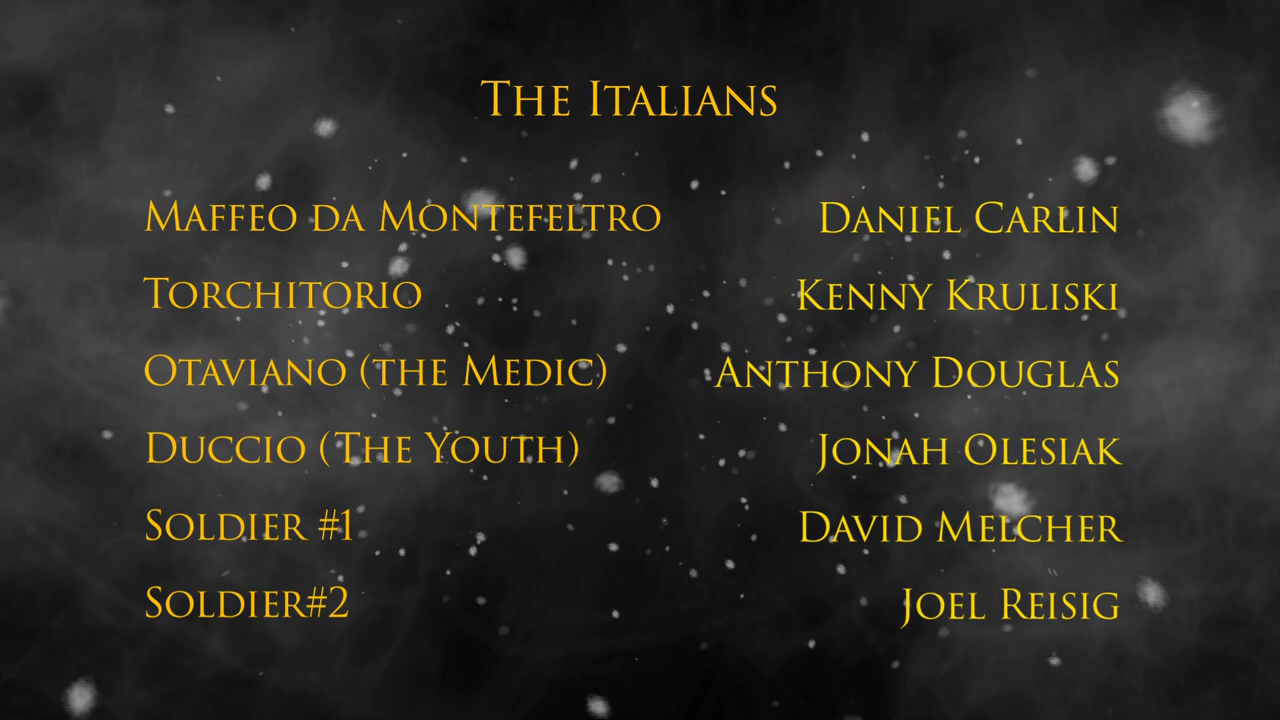 The Italians
Maffeo da Montefeltro Daniel Carlin
Torchitorio Kenny Kruliski
Otaviano (the Medic) Anthony Douglas
Duccio (The Youth) Jonah Olesiak
Soldier #1 David Melcher
Soldier#2 Joel Reisig